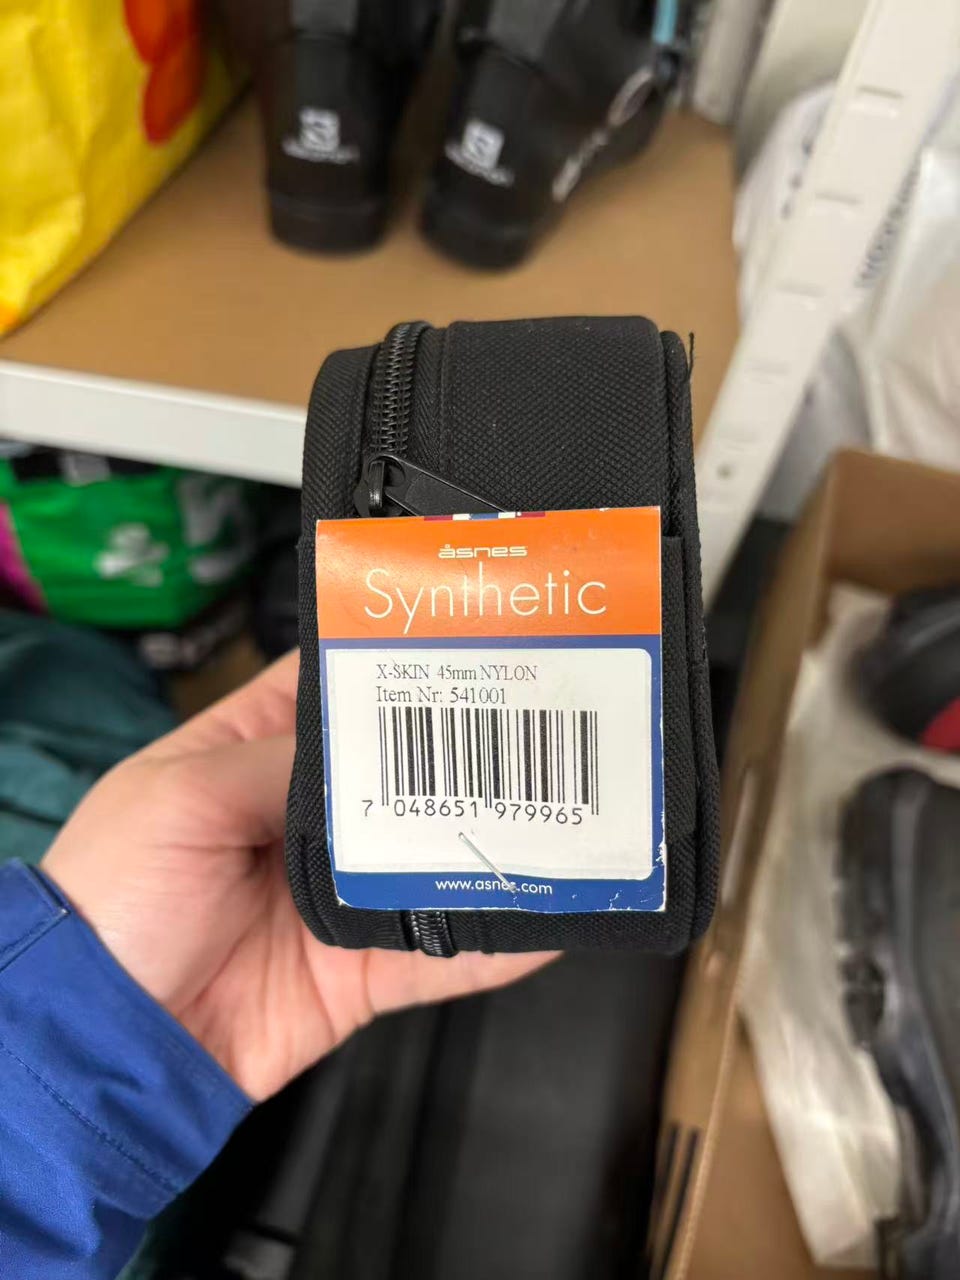 åsnes
Synthetic
X-SKIN 45mm NYLON
Item Nr: 541001
7 048651 979965
www.asnes.com